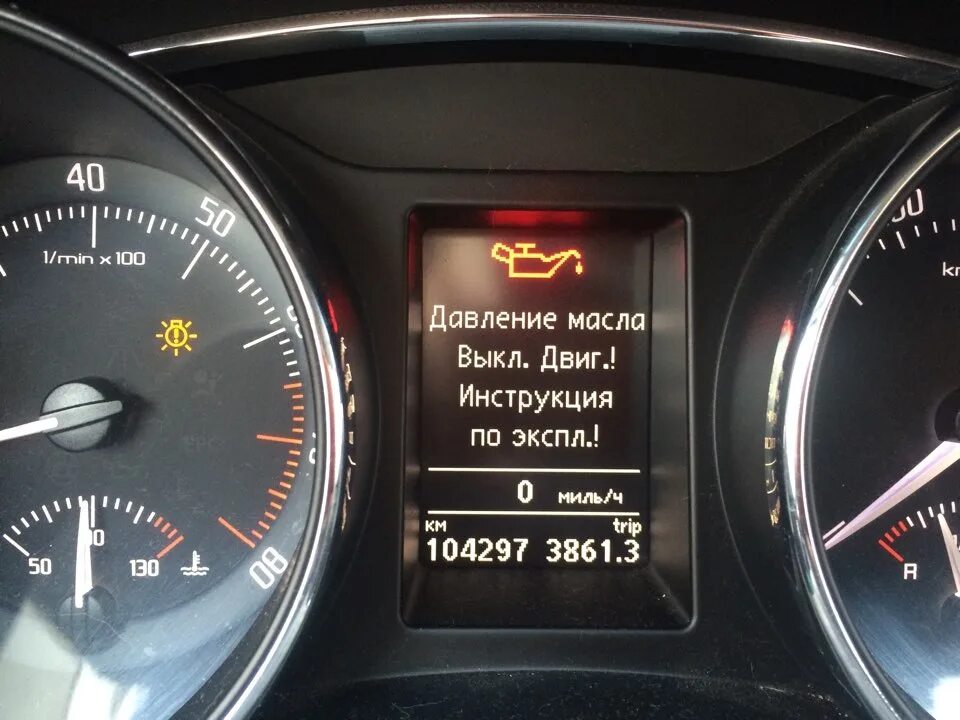 40
50
1/min x 100
80
50
130
Давление масла
Выкл. Двиг.!
Инструкция
по экспл.!
0 миль/ч
км trip
104297 3861.3
R